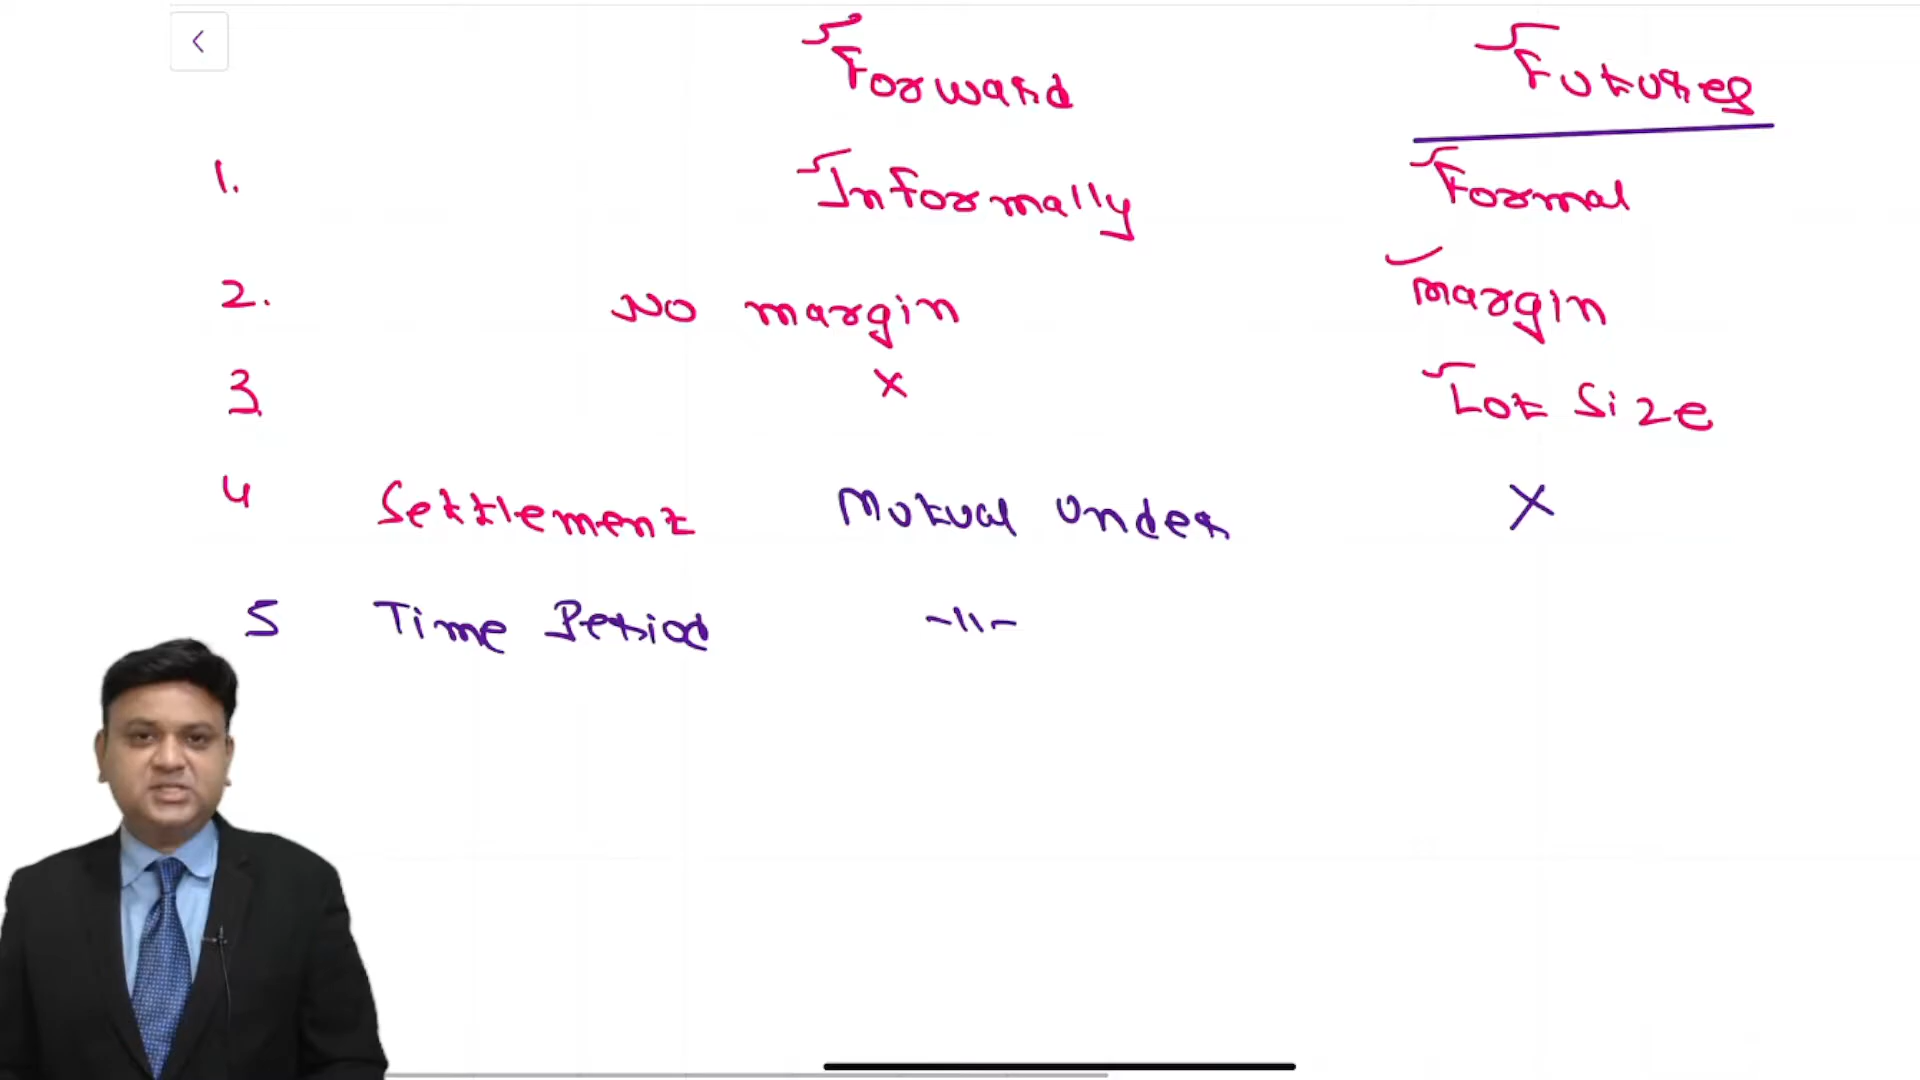 Forward Futures
1. Informally Formal
2. No margin margin
3 x Lot Size
4 Settlement Mutual Under X
5 Time Period -11-